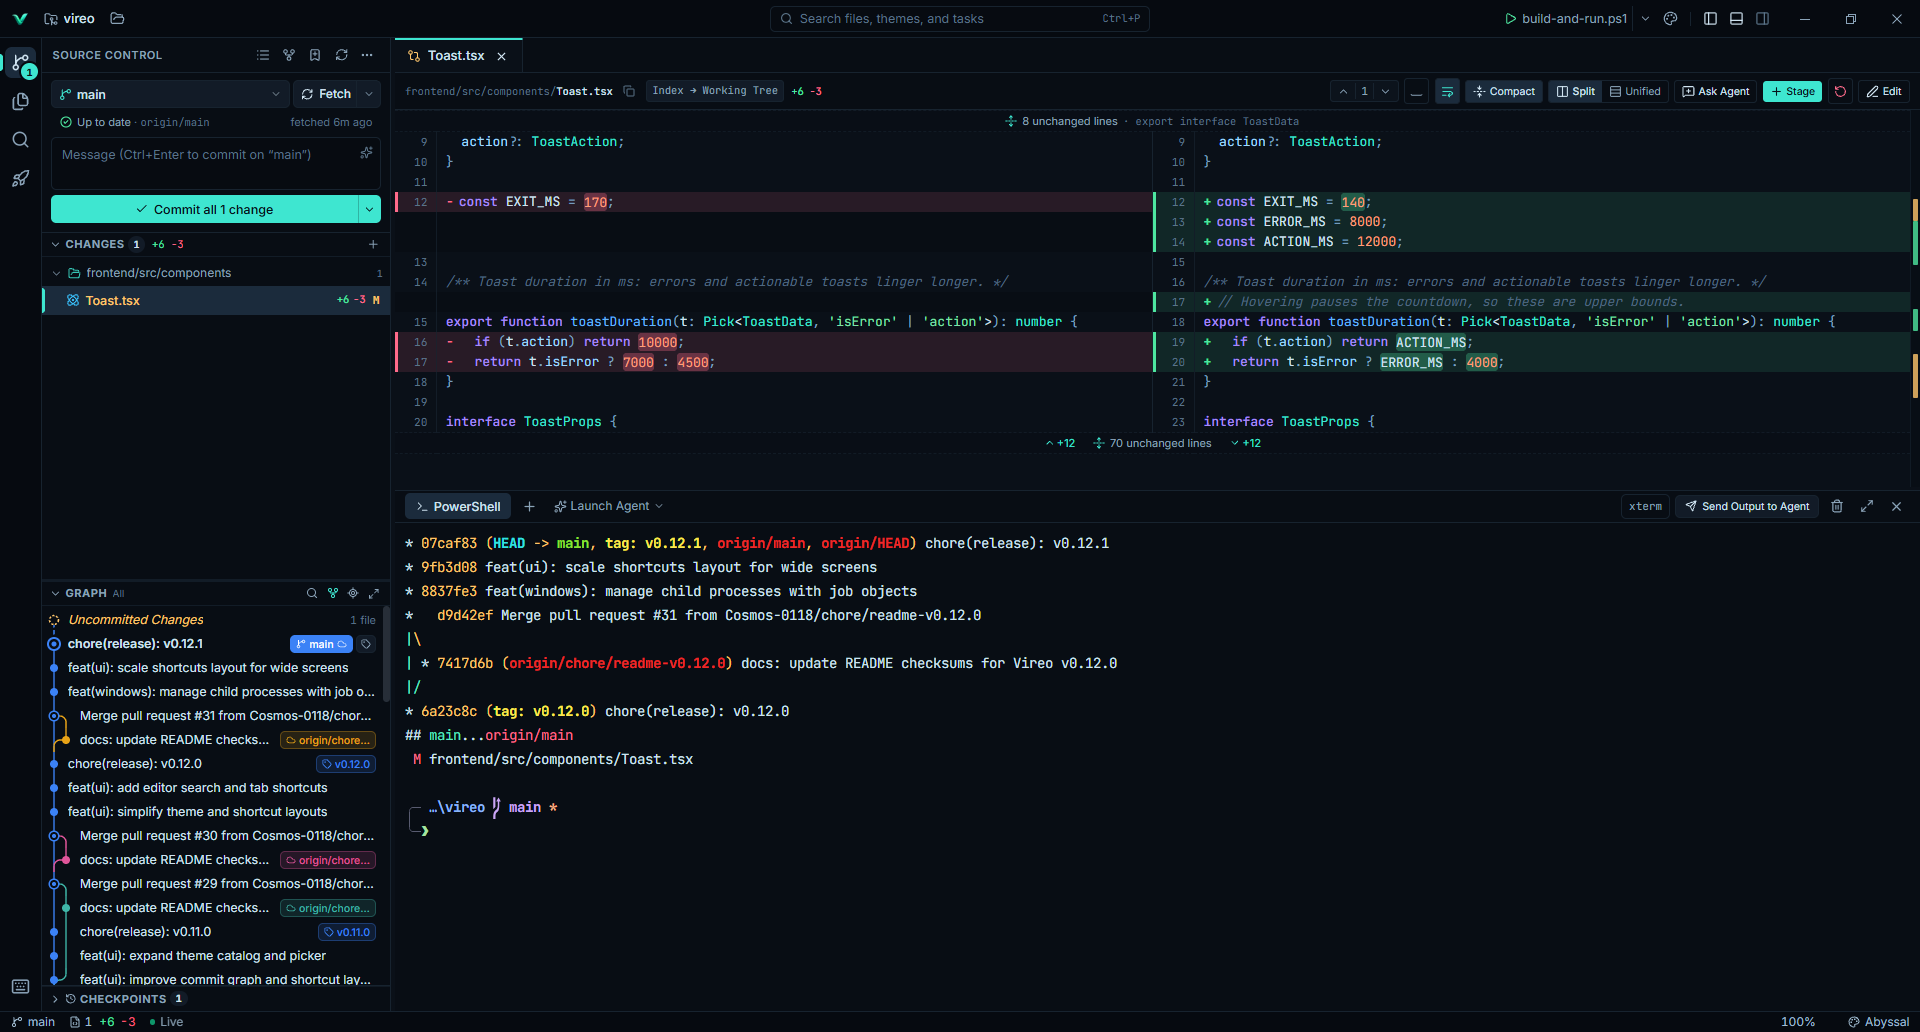 vireo
Search files, themes, and tasks Ctrl+P
build-and-run.ps1
SOURCE CONTROL
1
main
Fetch
Up to date · origin/main fetched 6m ago
Message (Ctrl+Enter to commit on “main”)
Commit all 1 change
CHANGES 1 +6 -3
frontend/src/components 1
Toast.tsx +6 -3 M
GRAPH All
Uncommitted Changes 1 file
chore(release): v0.12.1 main
feat(ui): scale shortcuts layout for wide screens
feat(windows): manage child processes with job o...
Merge pull request #31 from Cosmos-0118/chor...
docs: update README checks... origin/chore...
chore(release): v0.12.0 v0.12.0
feat(ui): add editor search and tab shortcuts
feat(ui): simplify theme and shortcut layouts
Merge pull request #30 from Cosmos-0118/chor...
docs: update README checks... origin/chore...
Merge pull request #29 from Cosmos-0118/chor...
docs: update README checks... origin/chore...
chore(release): v0.11.0 v0.11.0
feat(ui): expand theme catalog and picker
feat(ui): improve commit graph and shortcut lay...
CHECKPOINTS 1
Toast.tsx
frontend/src/components/Toast.tsx Index → Working Tree +6 -3
1 Compact Split Unified Ask Agent Stage Edit
8 unchanged lines · export interface ToastData
9 action?: ToastAction;
10 }
11
12 - const EXIT_MS = 170;
13
14 /** Toast duration in ms: errors and actionable toasts linger longer. */
15 export function toastDuration(t: Pick<ToastData, 'isError' | 'action'>): number {
16 - if (t.action) return 10000;
17 - return t.isError ? 7000 : 4500;
18 }
19
20 interface ToastProps {
9 action?: ToastAction;
10 }
11
12 + const EXIT_MS = 140;
13 + const ERROR_MS = 8000;
14 + const ACTION_MS = 12000;
15
16 /** Toast duration in ms: errors and actionable toasts linger longer. */
17 + // Hovering pauses the countdown, so these are upper bounds.
18 export function toastDuration(t: Pick<ToastData, 'isError' | 'action'>): number {
19 + if (t.action) return ACTION_MS;
20 + return t.isError ? ERROR_MS : 4000;
21 }
22
23 interface ToastProps {
+12 70 unchanged lines +12
PowerShell + Launch Agent
xterm Send Output to Agent
* 07caf83 (HEAD -> main, tag: v0.12.1, origin/main, origin/HEAD) chore(release): v0.12.1
* 9fb3d08 feat(ui): scale shortcuts layout for wide screens
* 8837fe3 feat(windows): manage child processes with job objects
* d9d42ef Merge pull request #31 from Cosmos-0118/chore/readme-v0.12.0
|\
| * 7417d6b (origin/chore/readme-v0.12.0) docs: update README checksums for Vireo v0.12.0
|/
* 6a23c8c (tag: v0.12.0) chore(release): v0.12.0
## main...origin/main
M frontend/src/components/Toast.tsx
…\vireo main *
❯
main 1 +6 -3 Live
100% Abyssal